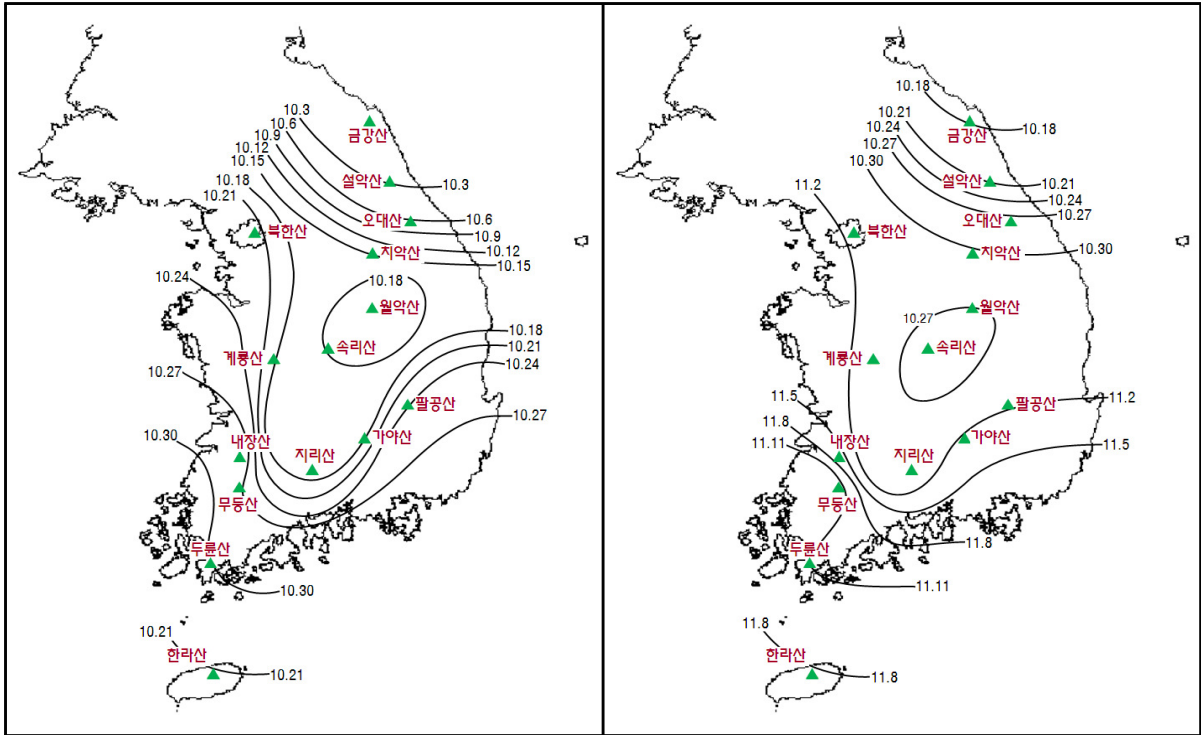 10.3
10.6
10.9
10.12
10.15
10.18
10.21
금강산
설악산
10.3
오대산
10.6
10.9
10.12
10.15
북한산
치악산
10.24
10.18
월악산
속리산
10.18
10.21
10.24
계룡산
10.27
팔공산
10.27
10.30
내장산
가야산
지리산
무등산
두륜산
10.30
10.21
한라산
10.21
10.18
금강산
10.18
10.21
10.24
10.27
10.30
설악산
10.21
10.24
10.27
11.2
오대산
북한산
치악산
10.30
월악산
10.27
속리산
계룡산
11.5
팔공산
11.2
11.8
11.11
내장산
가야산
11.5
지리산
무등산
두륜산
11.8
11.11
11.8
한라산
11.8